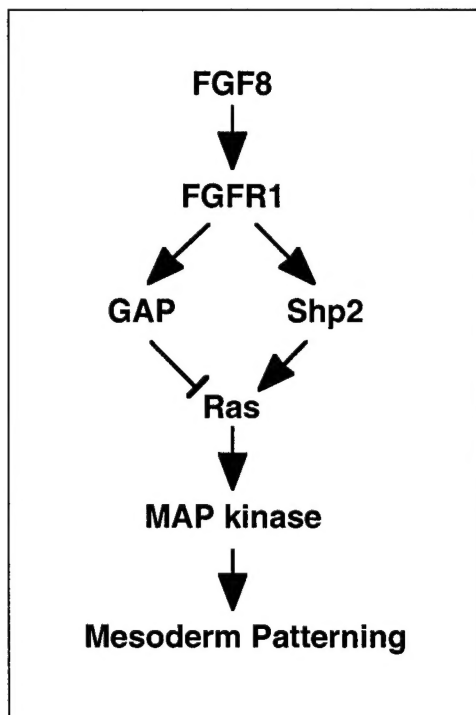 FGF8
FGFR1
GAP Shp2
Ras
MAP kinase
Mesoderm Patterning